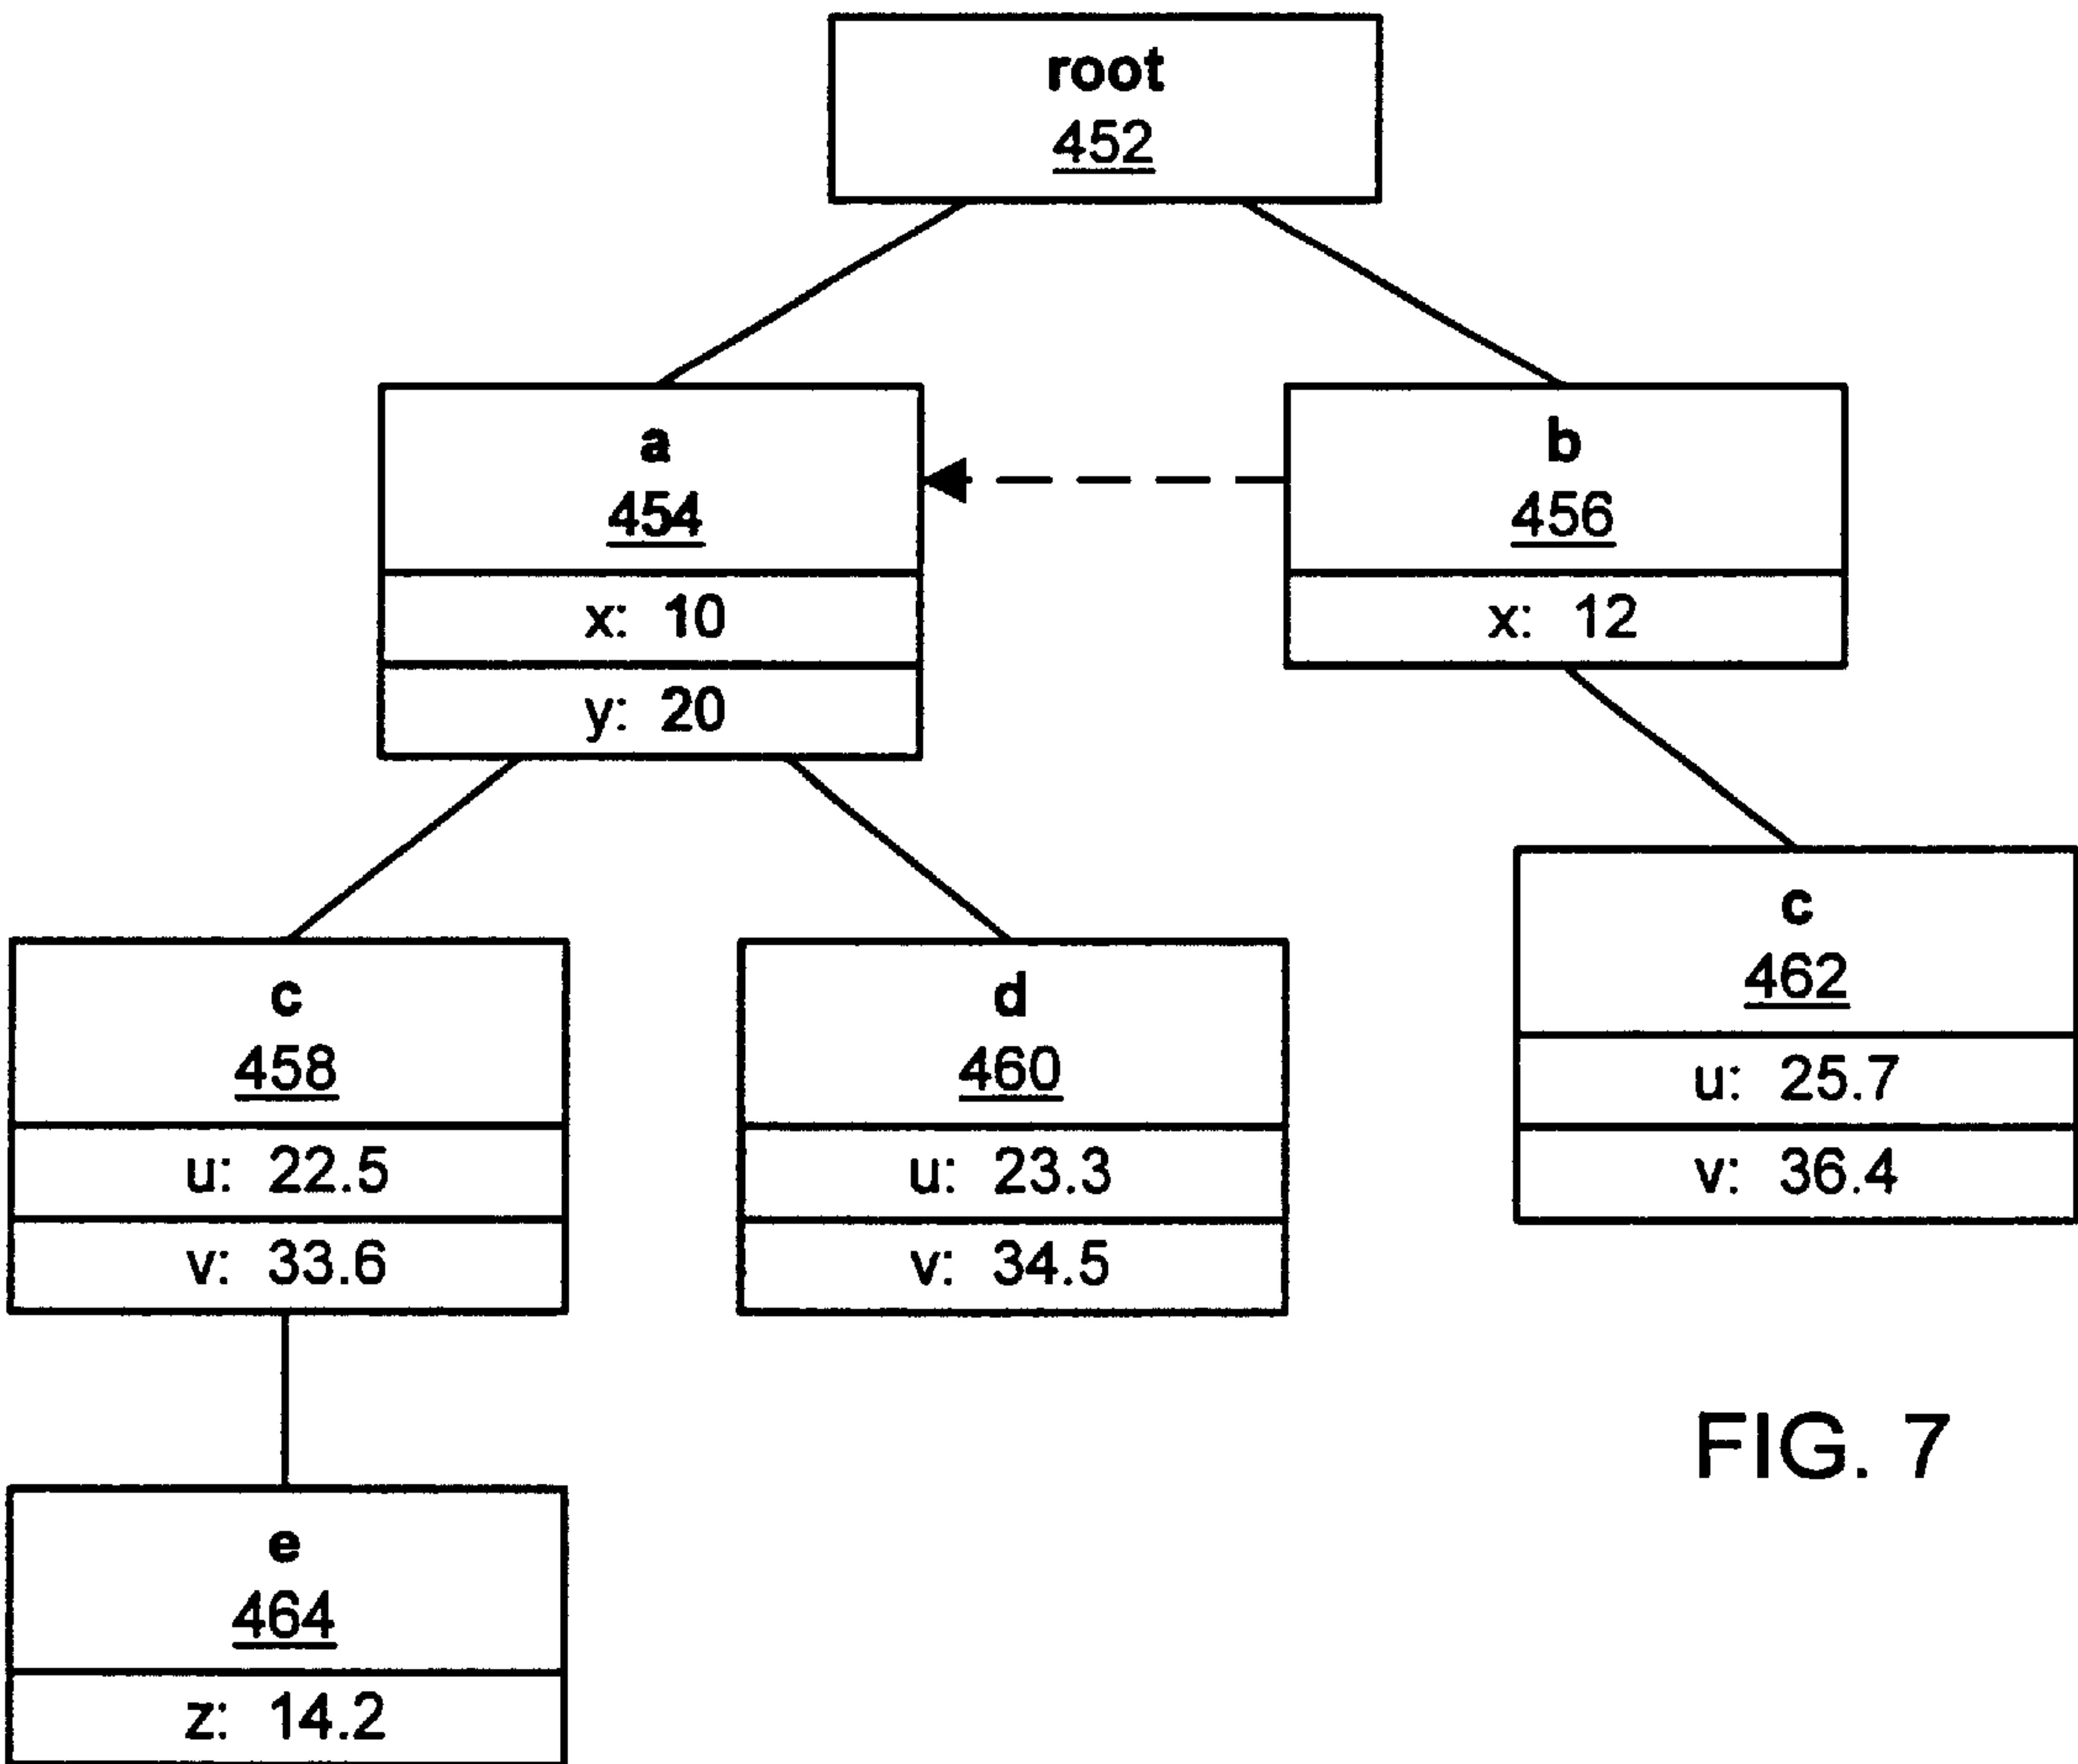 root
452
a
454
x: 10
y: 20
b
456
x: 12
c
458
u: 22.5
v: 33.6
d
460
u: 23.3
v: 34.5
c
462
u: 25.7
v: 36.4
e
464
z: 14.2
FIG. 7